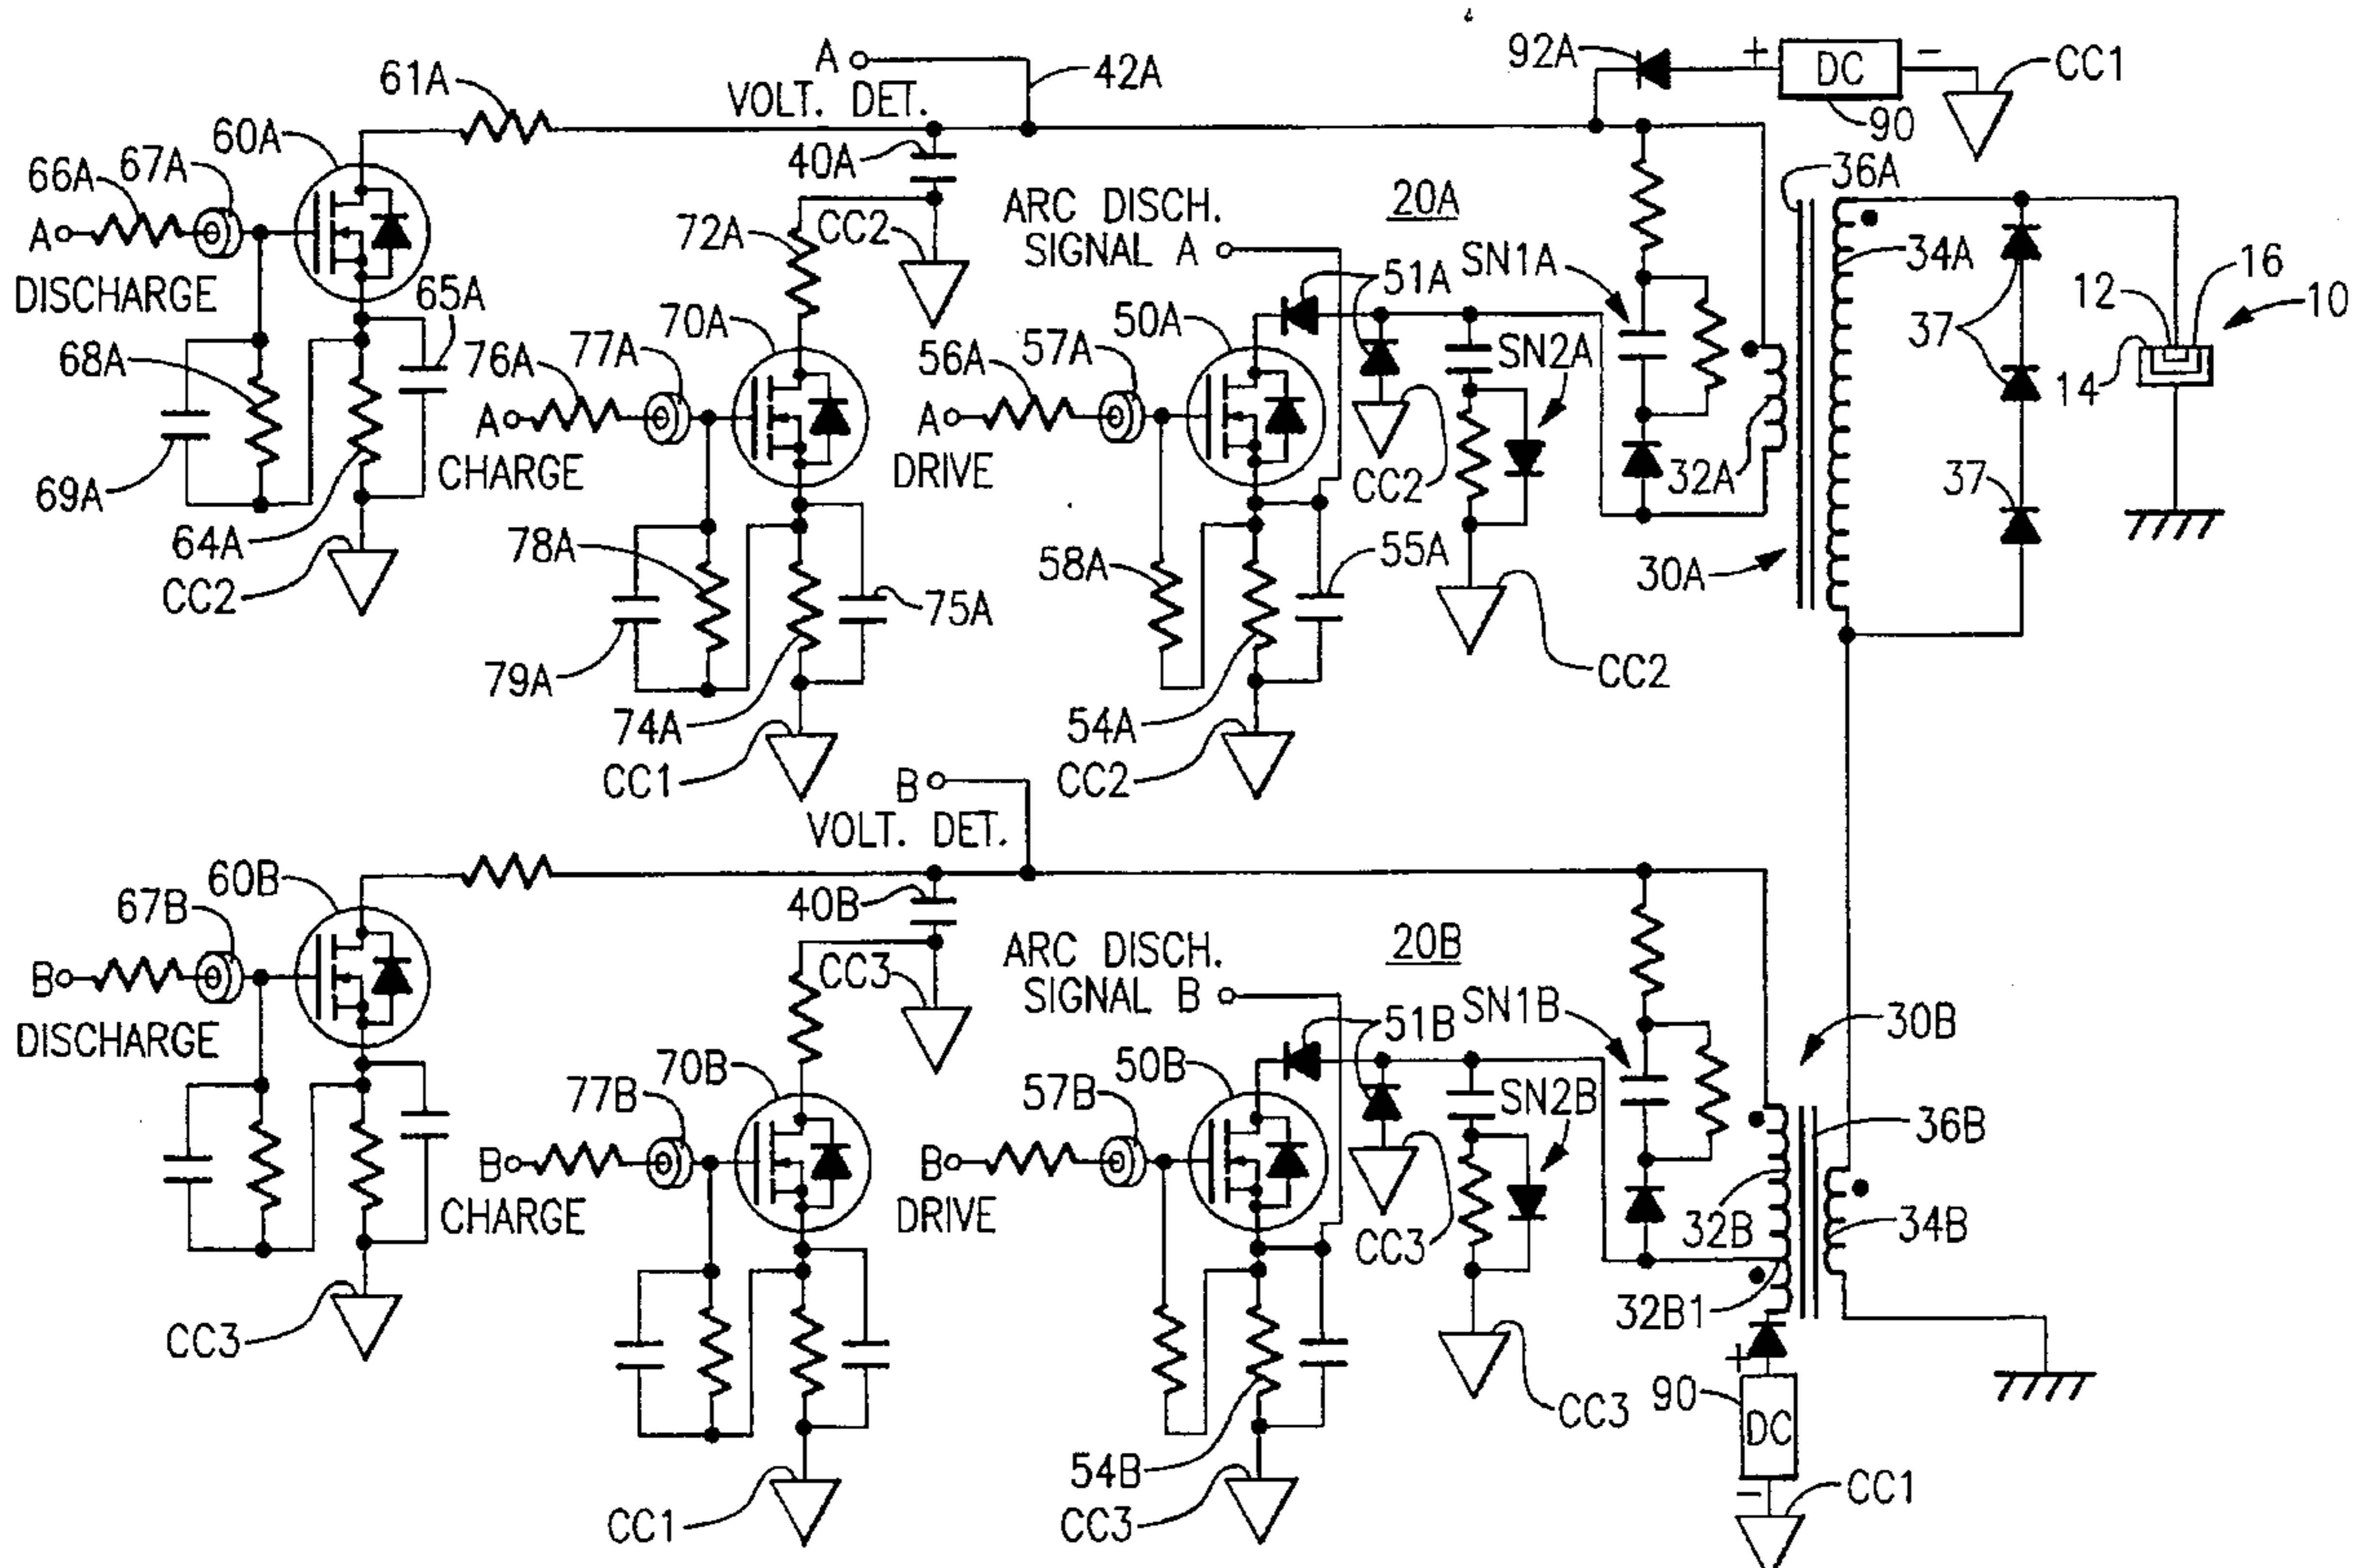 92A
+
DC
−
CC1
90
A
42A
VOLT. DET.
61A
60A
40A
36A
66A
67A
A
DISCHARGE
72A
CC2
ARC DISCH.
SIGNAL A
20A
SN1A
51A
34A
12
16
10
37
14
65A
70A
50A
SN2A
68A
76A
77A
56A
57A
A
CHARGE
A
DRIVE
CC2
32A
37
69A
64A
78A
58A
55A
30A
CC2
75A
79A
CC2
74A
54A
CC1
CC2
B
VOLT. DET.
60B
67B
40B
20B
ARC DISCH.
SIGNAL B
CC3
B
DISCHARGE
SN1B
51B
30B
70B
50B
77B
57B
SN2B
36B
B
CHARGE
B
DRIVE
CC3
32B
34B
32B1
CC3
+
90
DC
CC3
54B
−
CC1
CC1
CC3